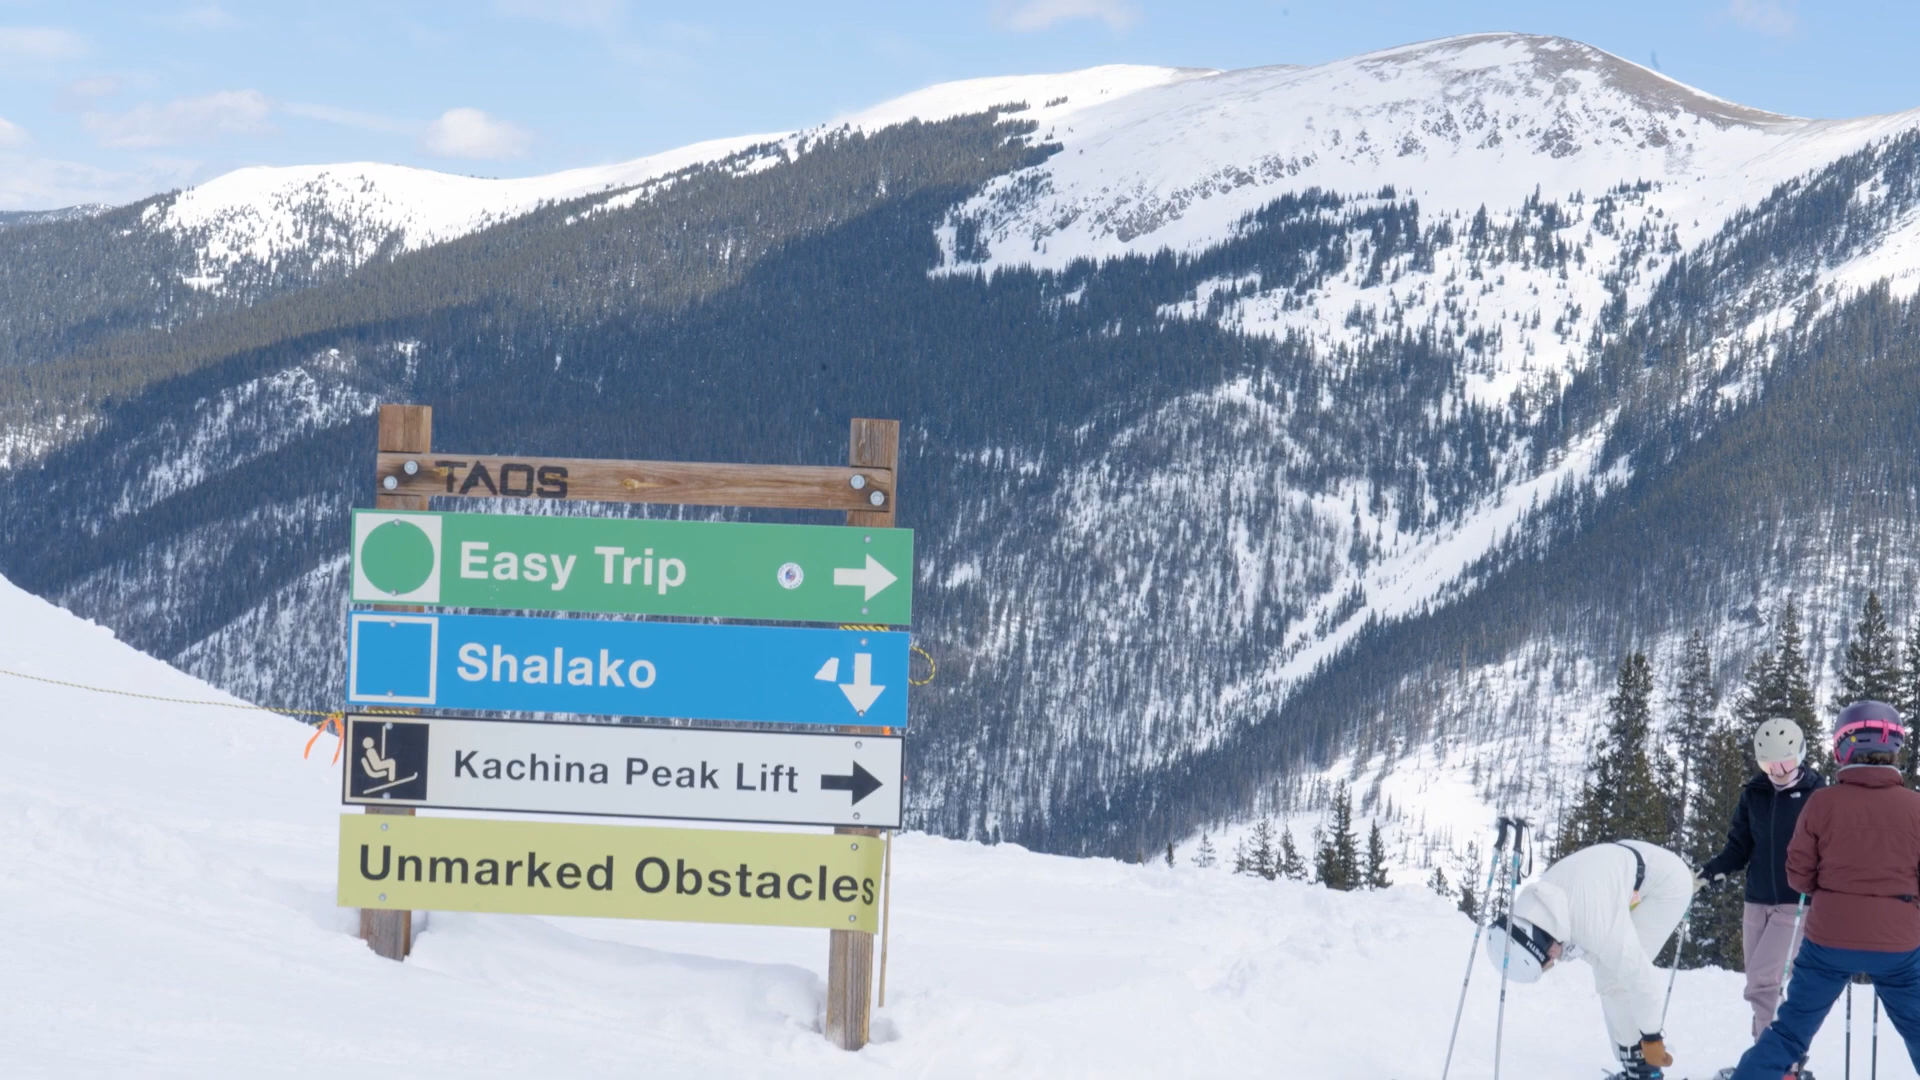 TAOS
Easy Trip
Shalako
Kachina Peak Lift
Unmarked Obstacles